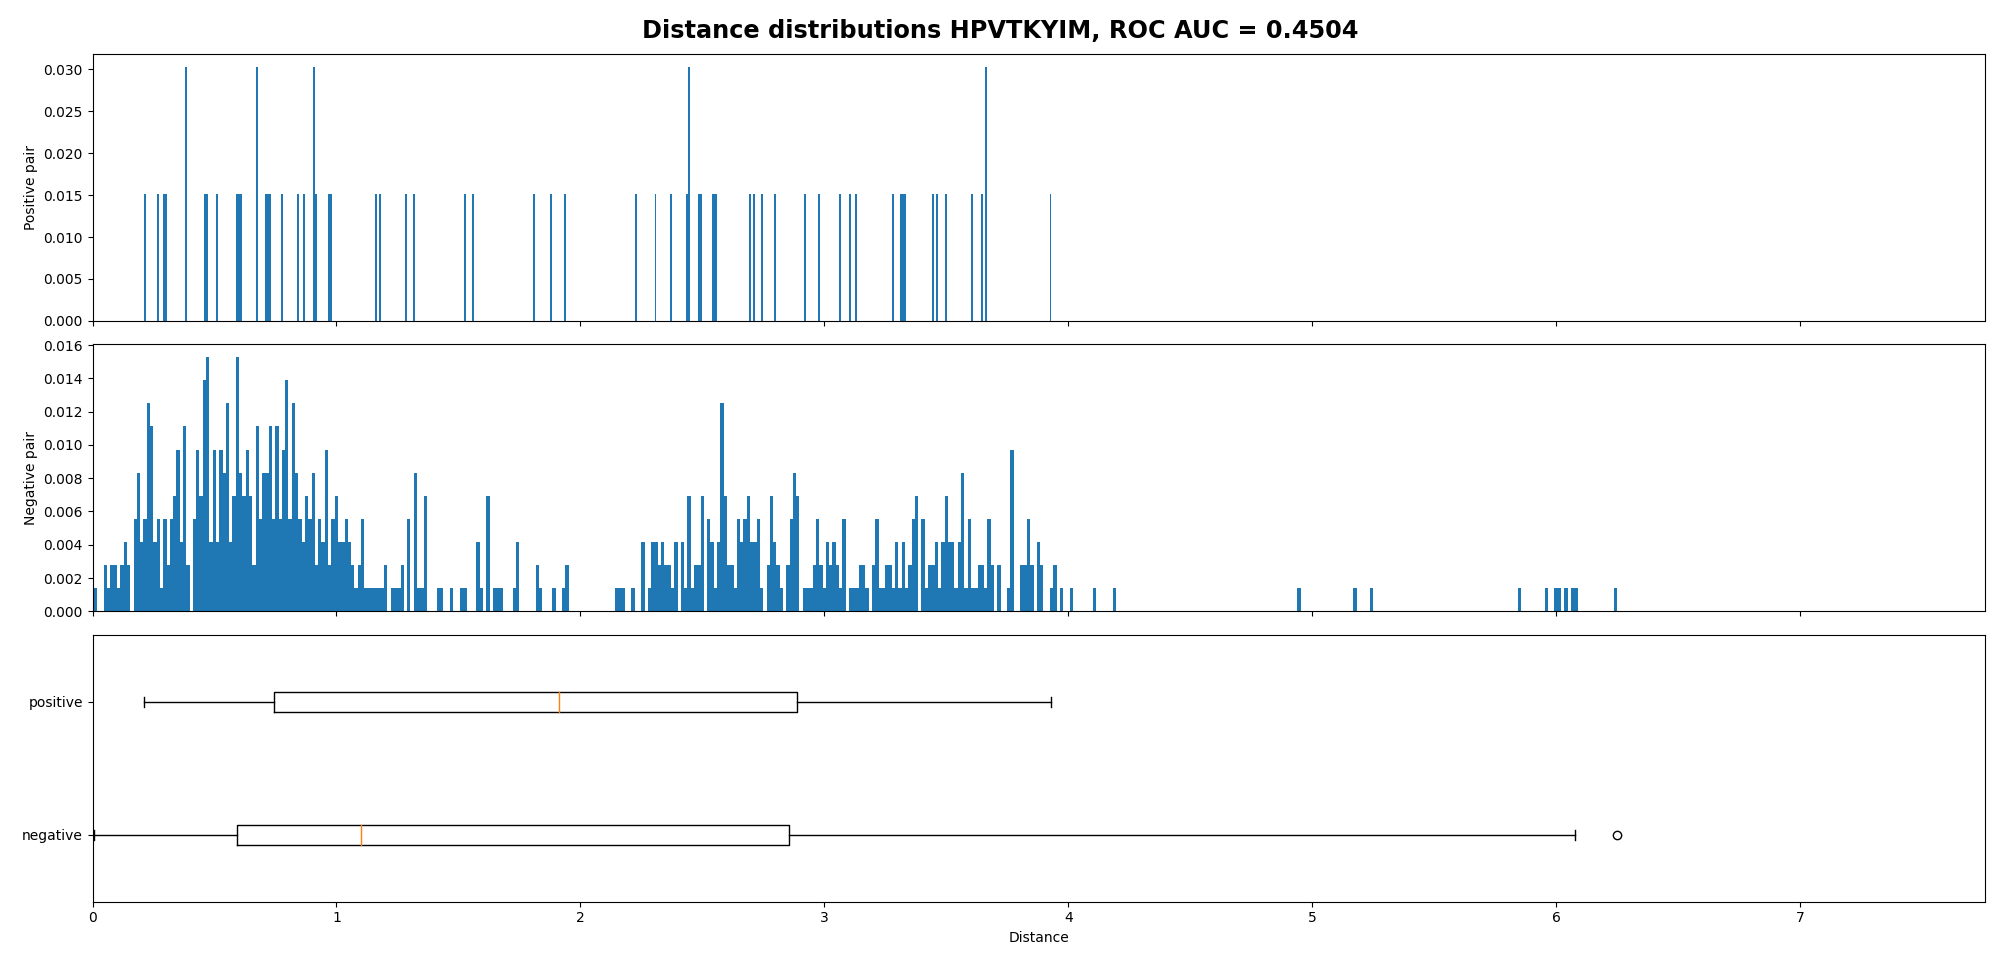 Distance distributions HPVTKYIM, ROC AUC = 0.4504
0.030
0.025
0.020
0.015
0.010
0.005
0.000
Positive pair
0.016
0.014
0.012
0.010
0.008
0.006
0.004
0.002
0.000
Negative pair
positive
negative
0 1 2 3 4 5 6 7
Distance